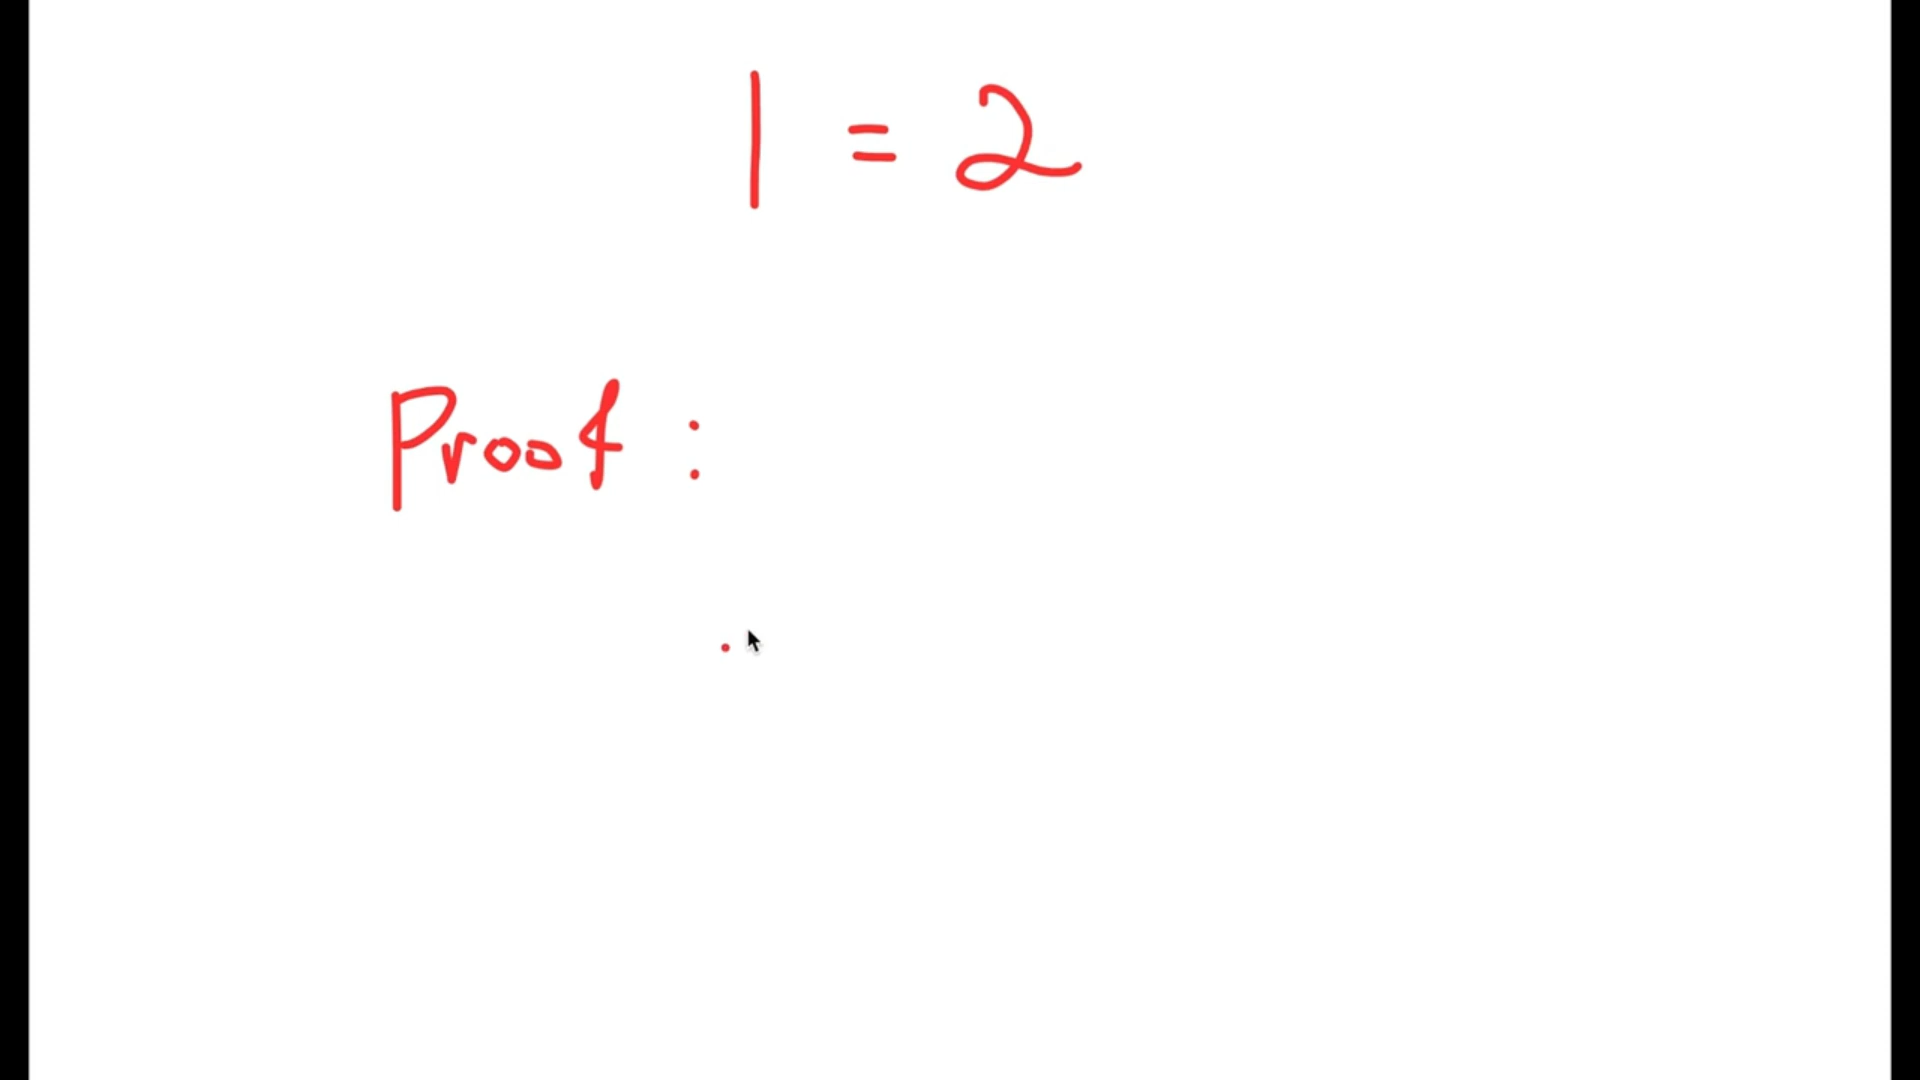 1 = 2
Proof :
.